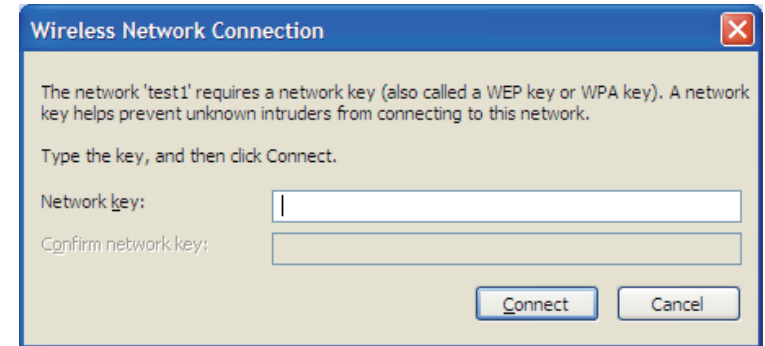 Wireless Network Connection
The network 'test1' requires a network key (also called a WEP key or WPA key). A network
key helps prevent unknown intruders from connecting to this network.
Type the key, and then click Connect.
Network key:
Confirm network key:
Connect Cancel